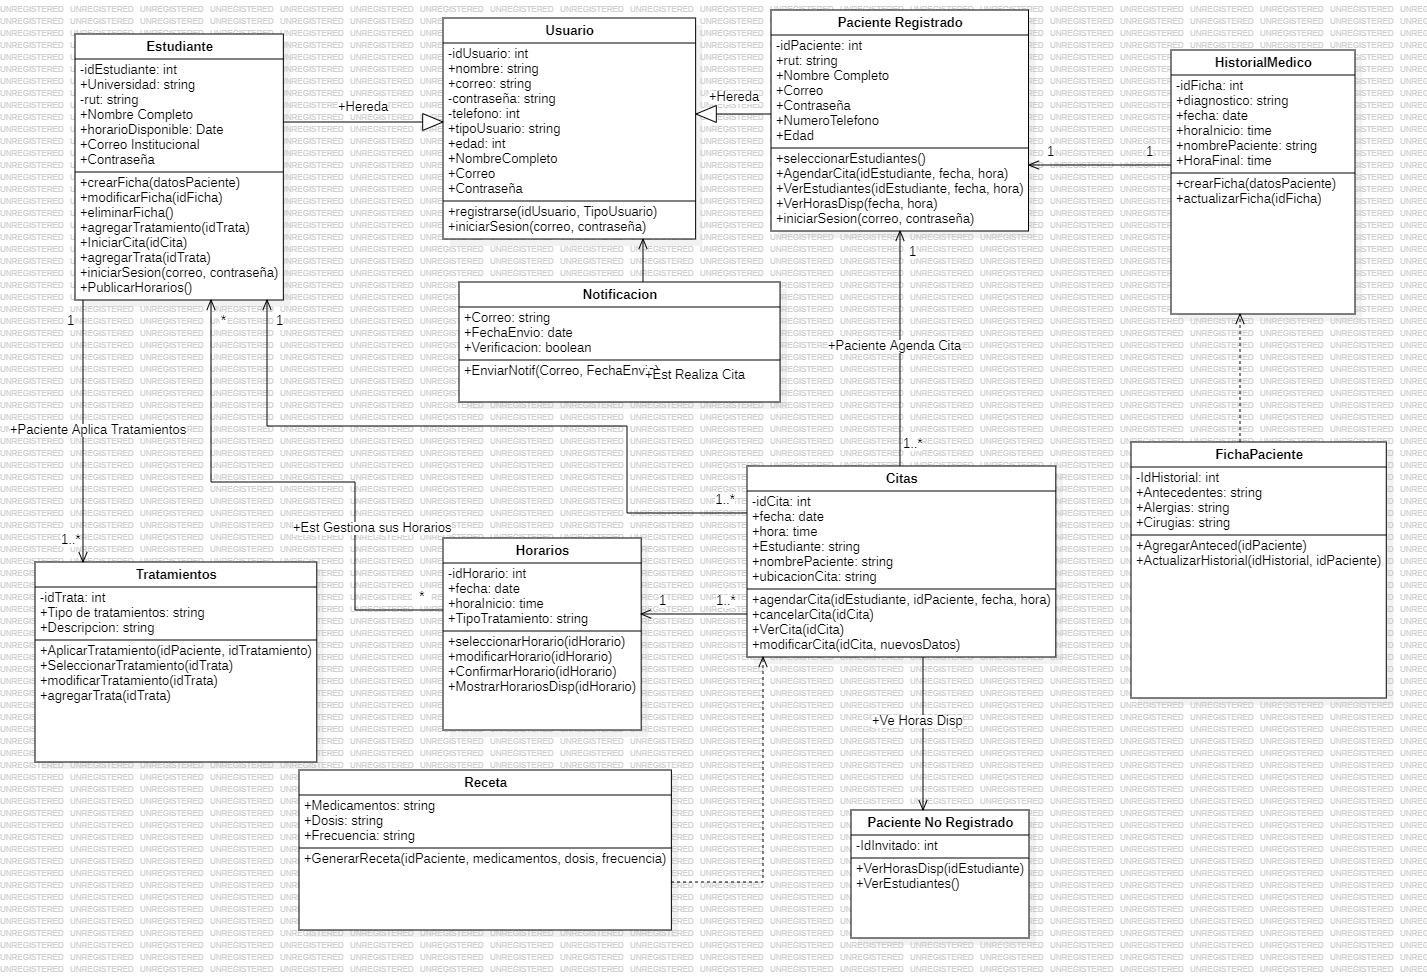 Estudiante
-idEstudiante: int
+Universidad: string
-rut: string
+Nombre Completo
+horarioDisponible: Date
+Correo Institucional
+Contraseña
+crearFicha(datosPaciente)
+modificarFicha(idFicha)
+eliminarFicha()
+agregarTratamiento(idTrata)
+IniciarCita(idCita)
+agregarTrata(idTrata)
+iniciarSesion(correo, contraseña)
+PublicarHorarios()
+Hereda
Usuario
-idUsuario: int
+nombre: string
+correo: string
-contraseña: string
-telefono: int
+tipoUsuario: string
+edad: int
+NombreCompleto
+Correo
+Contraseña
+registrarse(idUsuario, TipoUsuario)
+iniciarSesion(correo, contraseña)
+Hereda
Paciente Registrado
-idPaciente: int
+rut: string
+Nombre Completo
+Correo
+Contraseña
+NumeroTelefono
+Edad
+seleccionarEstudiantes()
+AgendarCita(idEstudiante, fecha, hora)
+VerEstudiantes(idEstudiante, fecha, hora)
+VerHorasDisp(fecha, hora)
+iniciarSesion(correo, contraseña)
1
1
HistorialMedico
-idFicha: int
+diagnostico: string
+fecha: date
+horaInicio: time
+nombrePaciente: string
+HoraFinal: time
+crearFicha(datosPaciente)
+actualizarFicha(idFicha)
Notificacion
+Correo: string
+FechaEnvio: date
+Verificacion: boolean
+EnviarNotif(Correo, FechaEnvio)
+Est Realiza Cita
1
*
1
1
+Paciente Agenda Cita
1..*
+Paciente Aplica Tratamientos
1..*
+Est Gestiona sus Horarios
*
1..*
Citas
-idCita: int
+fecha: date
+hora: time
+Estudiante: string
+nombrePaciente: string
+ubicacionCita: string
+agendarCita(idEstudiante, idPaciente, fecha, hora)
+cancelarCita(idCita)
+VerCita(idCita)
+modificarCita(idCita, nuevosDatos)
FichaPaciente
-IdHistorial: int
+Antecedentes: string
+Alergias: string
+Cirugias: string
+AgregarAnteced(idPaciente)
+ActualizarHistorial(idHistorial, idPaciente)
Tratamientos
-idTrata: int
+Tipo de tratamientos: string
+Descripcion: string
+AplicarTratamiento(idPaciente, idTratamiento)
+SeleccionarTratamiento(idTrata)
+modificarTratamiento(idTrata)
+agregarTrata(idTrata)
Horarios
-idHorario: int
+fecha: date
+horaInicio: time
+TipoTratamiento: string
+seleccionarHorario(idHorario)
+modificarHorario(idHorario)
+ConfirmarHorario(idHorario)
+MostrarHorariosDisp(idHorario)
1
1..*
+Ve Horas Disp
Receta
+Medicamentos: string
+Dosis: string
+Frecuencia: string
+GenerarReceta(idPaciente, medicamentos, dosis, frecuencia)
Paciente No Registrado
-IdInvitado: int
+VerHorasDisp(idEstudiante)
+VerEstudiantes()